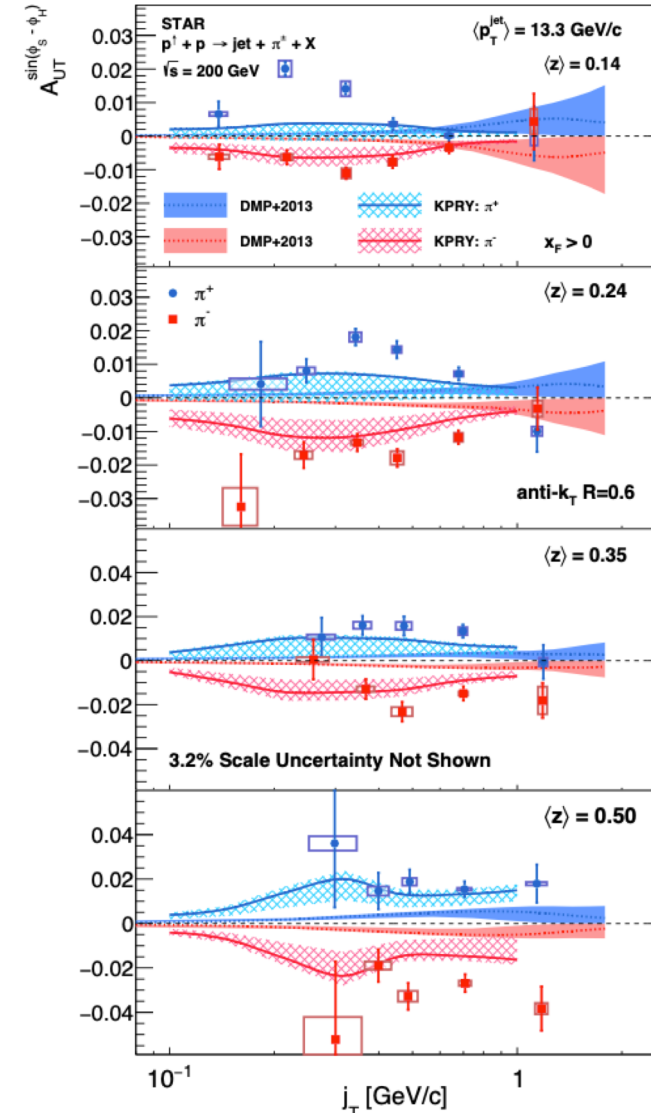 A_UT^sin(ϕ_S - ϕ_H)
STAR
p↑ + p → jet + π± + X
√s = 200 GeV
⟨p_T^jet⟩ = 13.3 GeV/c
⟨z⟩ = 0.14
0.03
0.02
0.01
0
−0.01
−0.02
−0.03
DMP+2013
KPRY: π+
DMP+2013
KPRY: π-
x_F > 0
π+
π-
⟨z⟩ = 0.24
0.03
0.02
0.01
0
−0.01
−0.02
−0.03
anti-k_T R=0.6
⟨z⟩ = 0.35
0.04
0.02
0
−0.02
−0.04
3.2% Scale Uncertainty Not Shown
⟨z⟩ = 0.50
0.04
0.02
0
−0.02
−0.04
10^−1
1
j_T [GeV/c]